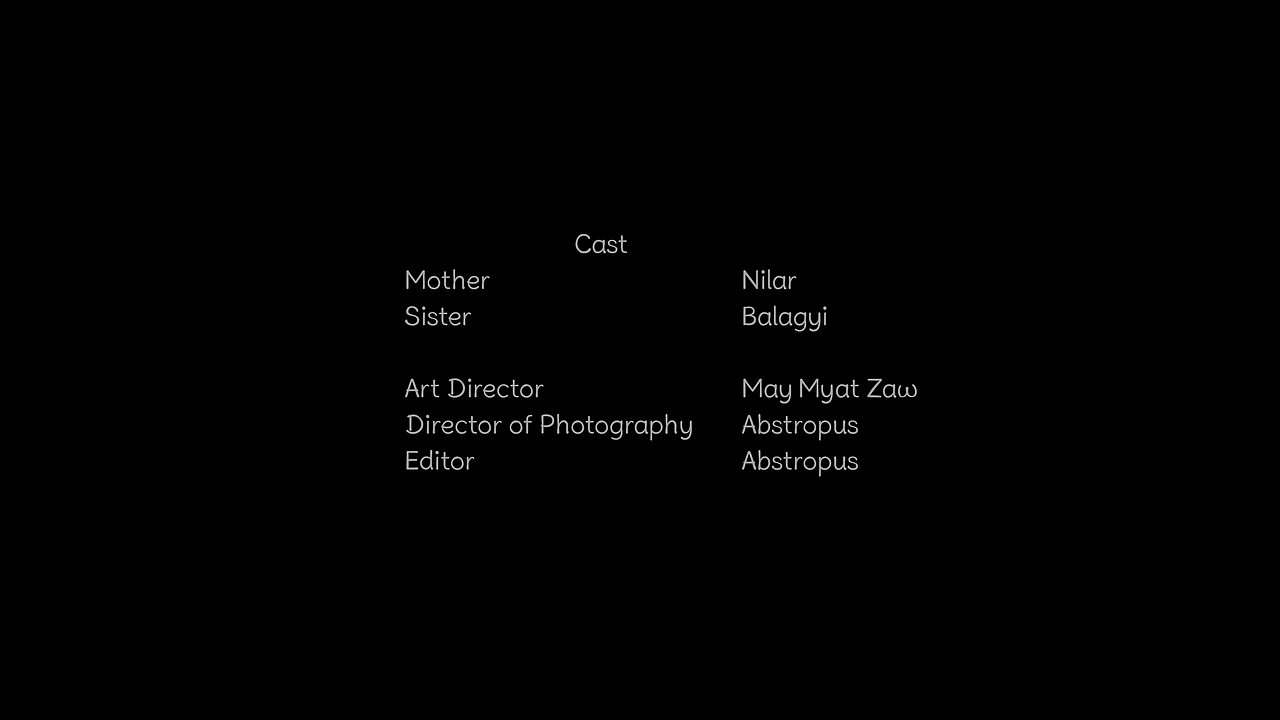 Cast
Mother Nilar
Sister Balagyi
Art Director May Myat Zaw
Director of Photography Abstropus
Editor Abstropus